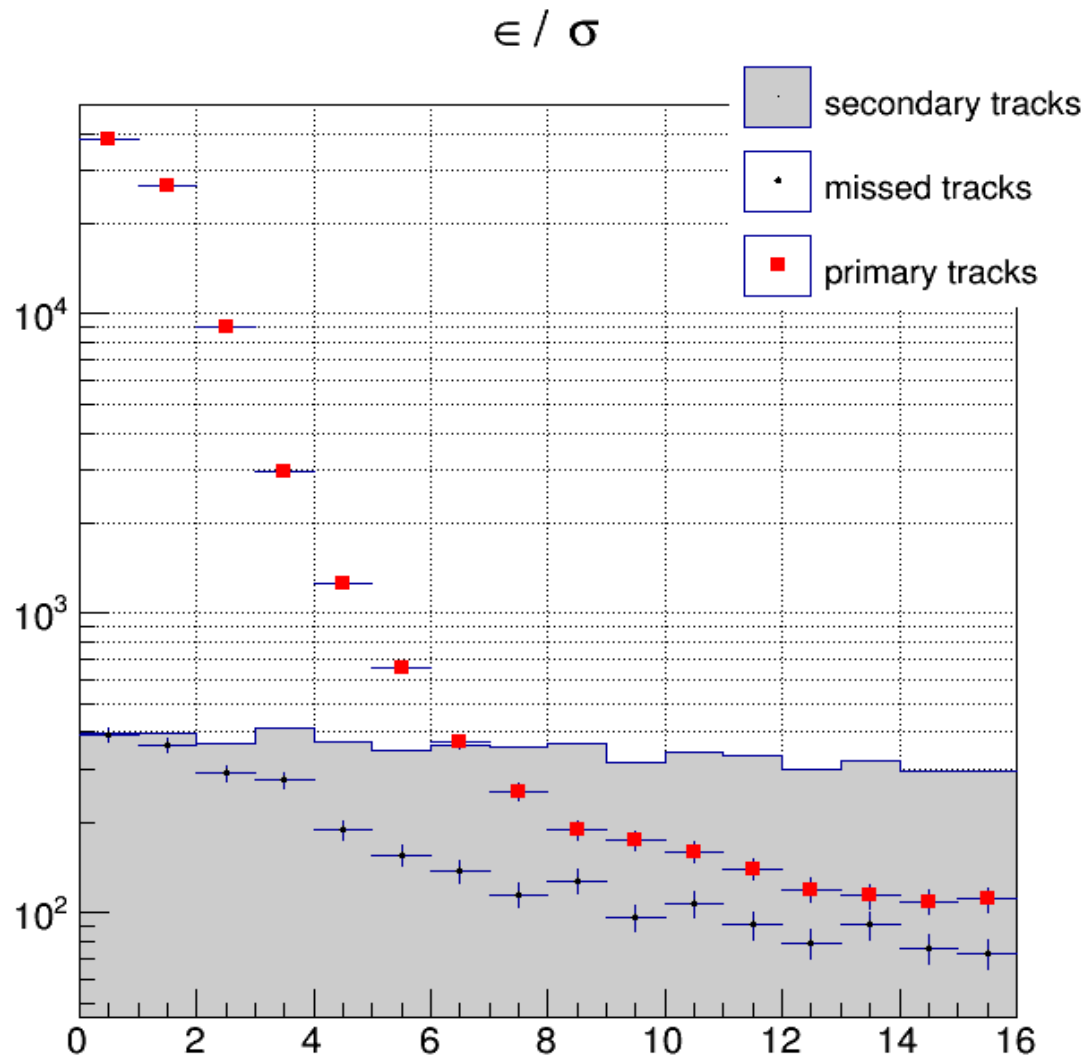 ∈ / σ
secondary tracks
missed tracks
primary tracks
10⁴
10³
10²
0 2 4 6 8 10 12 14 16